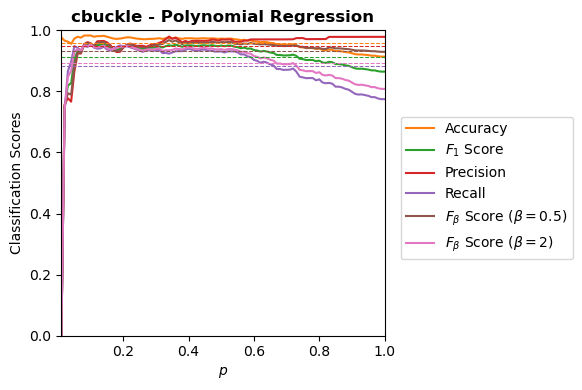 cbuckle - Polynomial Regression
Classification Scores
1.0
0.8
0.6
0.4
0.2
0.0
0.2 0.4 0.6 0.8 1.0
p
Accuracy
F₁ Score
Precision
Recall
Fᵦ Score (β = 0.5)
Fᵦ Score (β = 2)